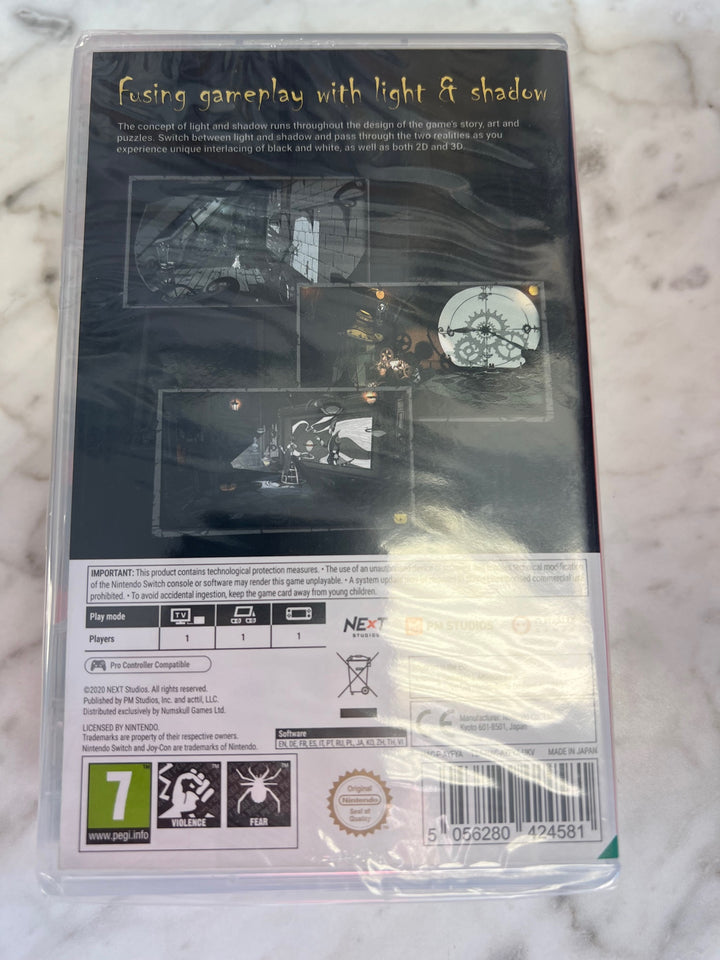 Fusing gameplay with light & shadow
The concept of light and shadow runs throughout the design of the game's story, art and
puzzles. Switch between light and shadow and pass through the two realities as you
experience unique interlacing of black and white, as well as both 2D and 3D.
IMPORTANT: This product contains technological protection measures. • The use of an
of the Nintendo Switch console or software may render this game unplayable. • A system
prohibited. • To avoid accidental ingestion, keep the game card away from young children.
Play mode TV
Players 1 1 1
NEXT
STUDIOS
PM STUDIOS
Pro Controller Compatible
©2020 NEXT Studios. All rights reserved.
Published by PM Studios, Inc. and acttil, LLC.
Distributed exclusively by Numskull Games Ltd.
LICENSED BY NINTENDO.
Trademarks are property of their respective owners.
Nintendo Switch and Joy-Con are trademarks of Nintendo.
Software
EN, DE, FR, ES, IT, PT, RU, PL, JA, KO, ZH, TH, VI
CE
Kyoto 601-8501, Japan
MADE IN JAPAN
7
www.pegi.info
VIOLENCE
FEAR
Original
Nintendo
Seal of
Quality
5 056280 424581